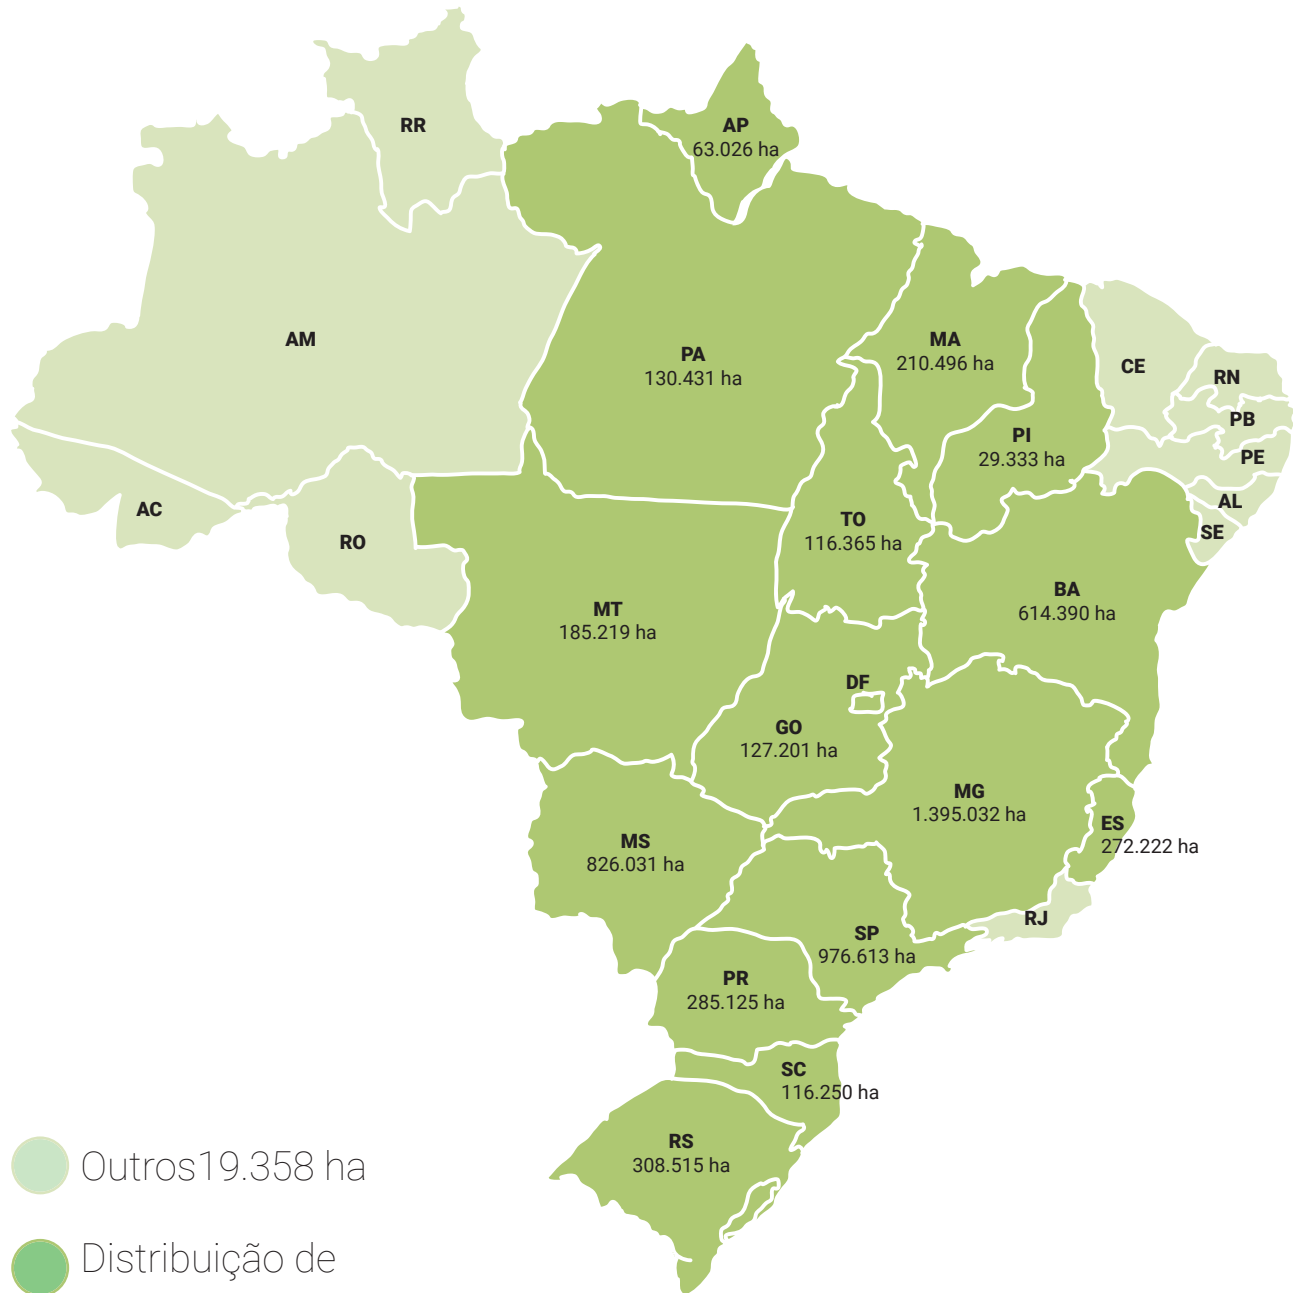 RR
AP
63.026 ha
AM
PA
130.431 ha
MA
210.496 ha
CE
RN
PB
PI
29.333 ha
PE
AL
AC
TO
116.365 ha
SE
RO
BA
614.390 ha
MT
185.219 ha
DF
GO
127.201 ha
MG
1.395.032 ha
ES
272.222 ha
MS
826.031 ha
RJ
SP
976.613 ha
PR
285.125 ha
SC
116.250 ha
RS
308.515 ha
Outros19.358 ha
Distribuição de